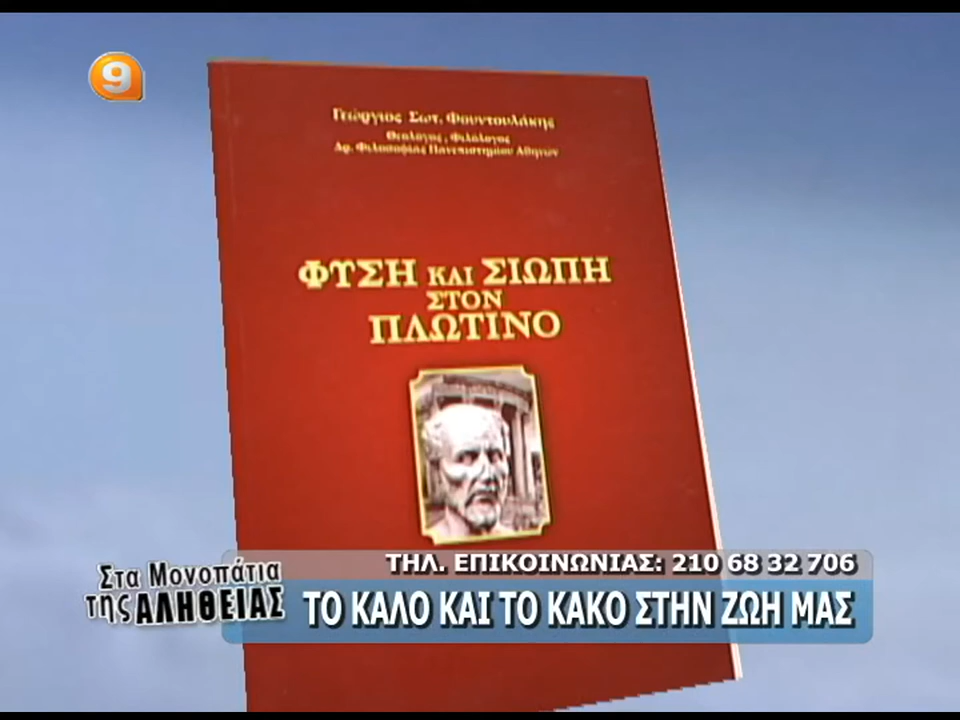 9
Γεώργιος Σωτ. Φουντουλάκης
Θεολόγος, Φιλόλογος
Δρ. Φιλοσοφίας Πανεπιστημίου Αθηνών
ΦΥΣΗ ΚΑΙ ΣΙΩΠΗ
ΣΤΟΝ
ΠΛΩΤΙΝΟ
ΤΗΛ. ΕΠΙΚΟΙΝΩΝΙΑΣ: 210 68 32 706
Στα Μονοπάτια
της ΑΛΗΘΕΙΑΣ
ΤΟ ΚΑΛΟ ΚΑΙ ΤΟ ΚΑΚΟ ΣΤΗΝ ΖΩΗ ΜΑΣ